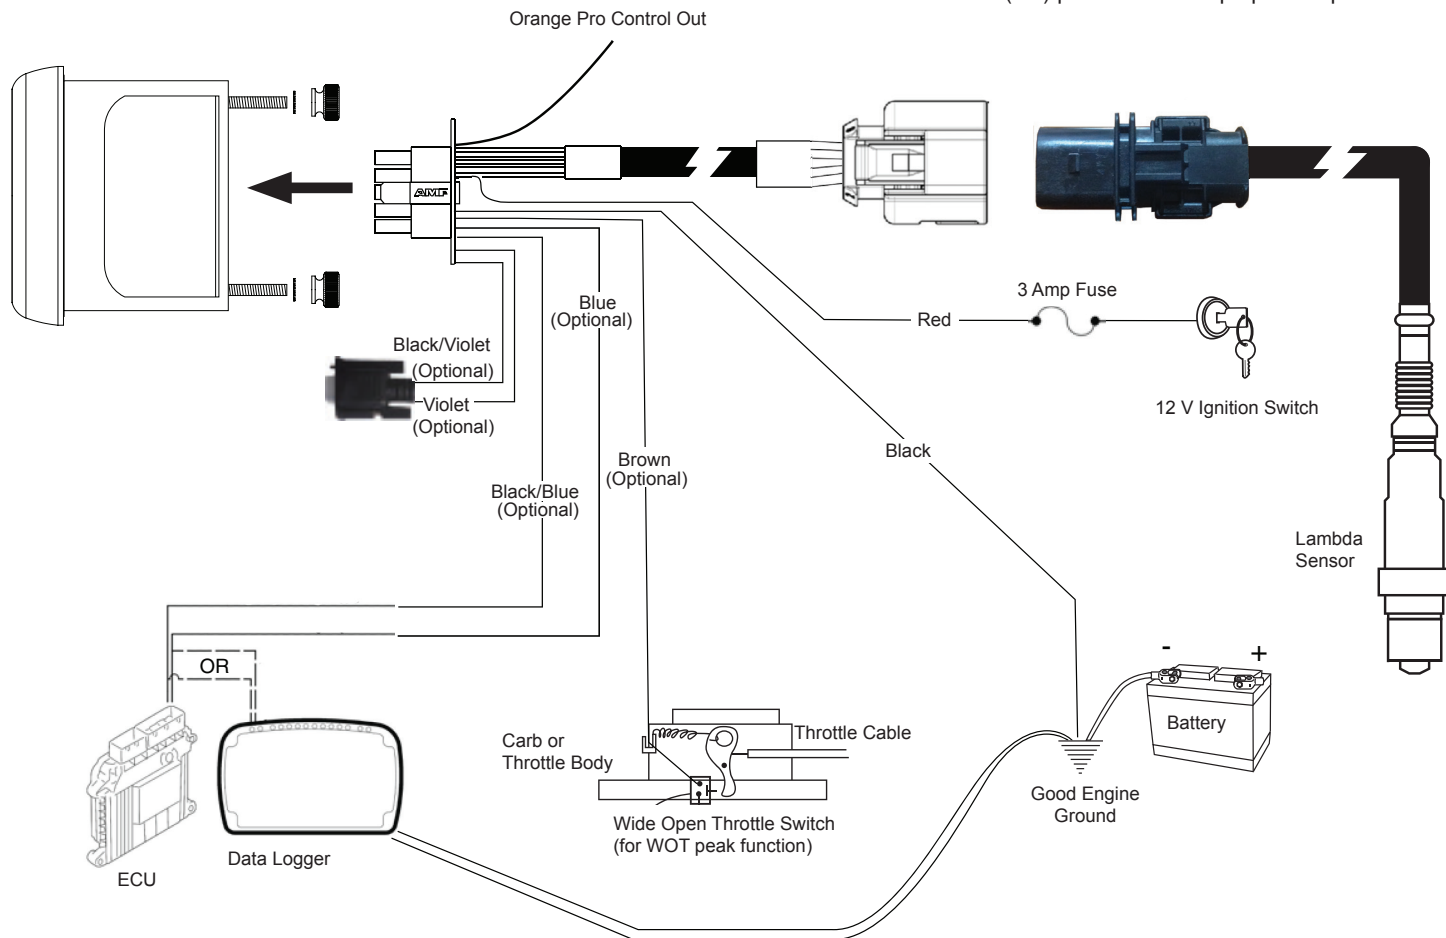 Orange Pro Control Out
AMP
3 Amp Fuse
Blue
(Optional)
Red
Black/Violet
(Optional)
12 V Ignition Switch
Violet
(Optional)
Black
Brown
(Optional)
Black/Blue
(Optional)
Lambda
Sensor
- +
OR
Battery
Carb or
Throttle Body
Throttle Cable
Good Engine
Ground
Wide Open Throttle Switch
(for WOT peak function)
Data Logger
ECU